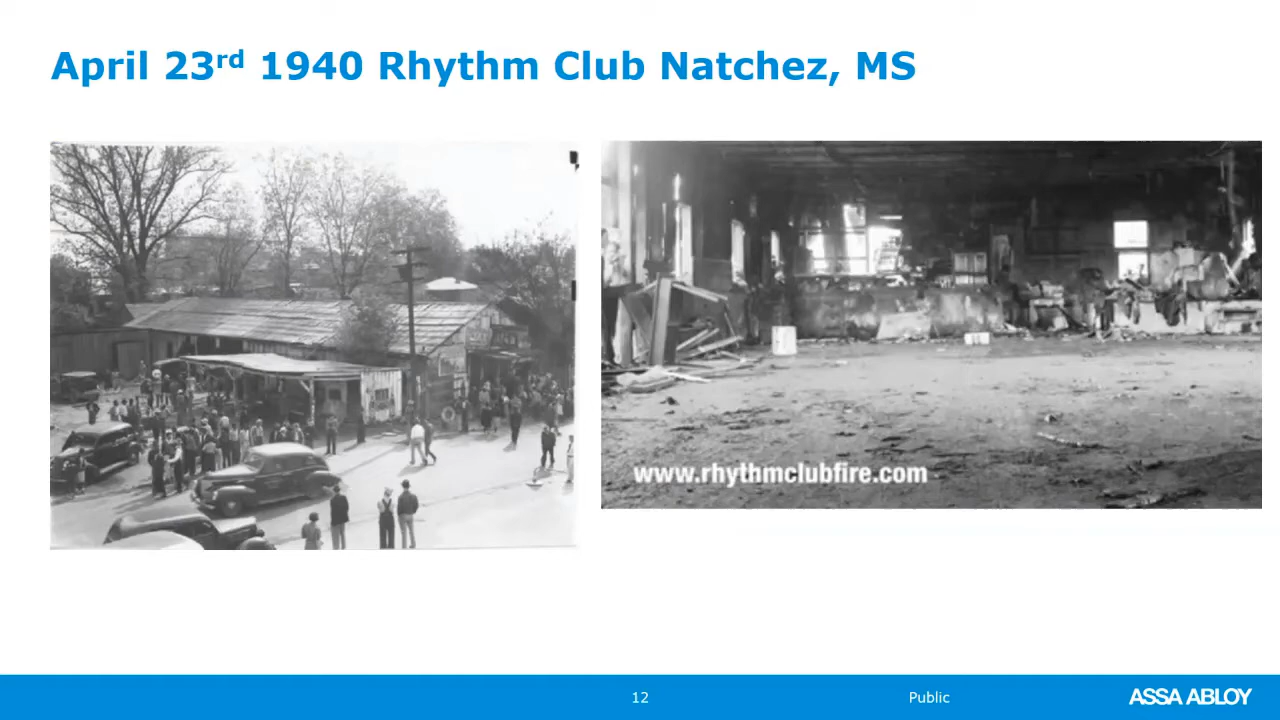 April 23rd 1940 Rhythm Club Natchez, MS
www.rhythmclubfire.com
12
Public
ASSA ABLOY